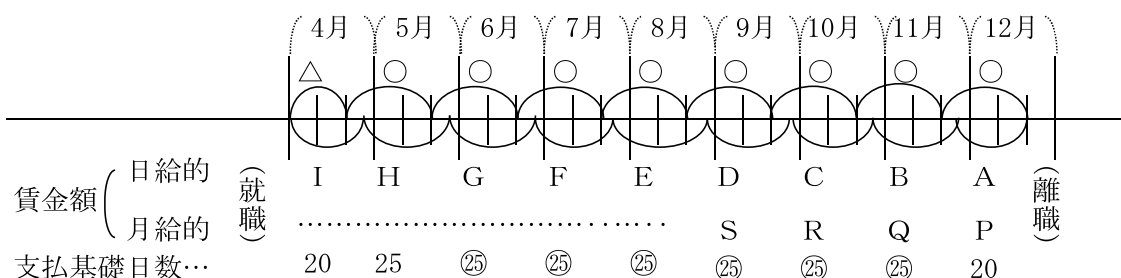 4月 5月 6月 7月 8月 9月 10月 11月 12月
△ ○ ○ ○ ○ ○ ○ ○ ○
賃金額 日給的 (就職) I H G F E D C B A (離職)
月給的 ………………………………… S R Q P
支払基礎日数… 20 25 ㉕ ㉕ ㉕ ㉕ ㉕ ㉕ 20